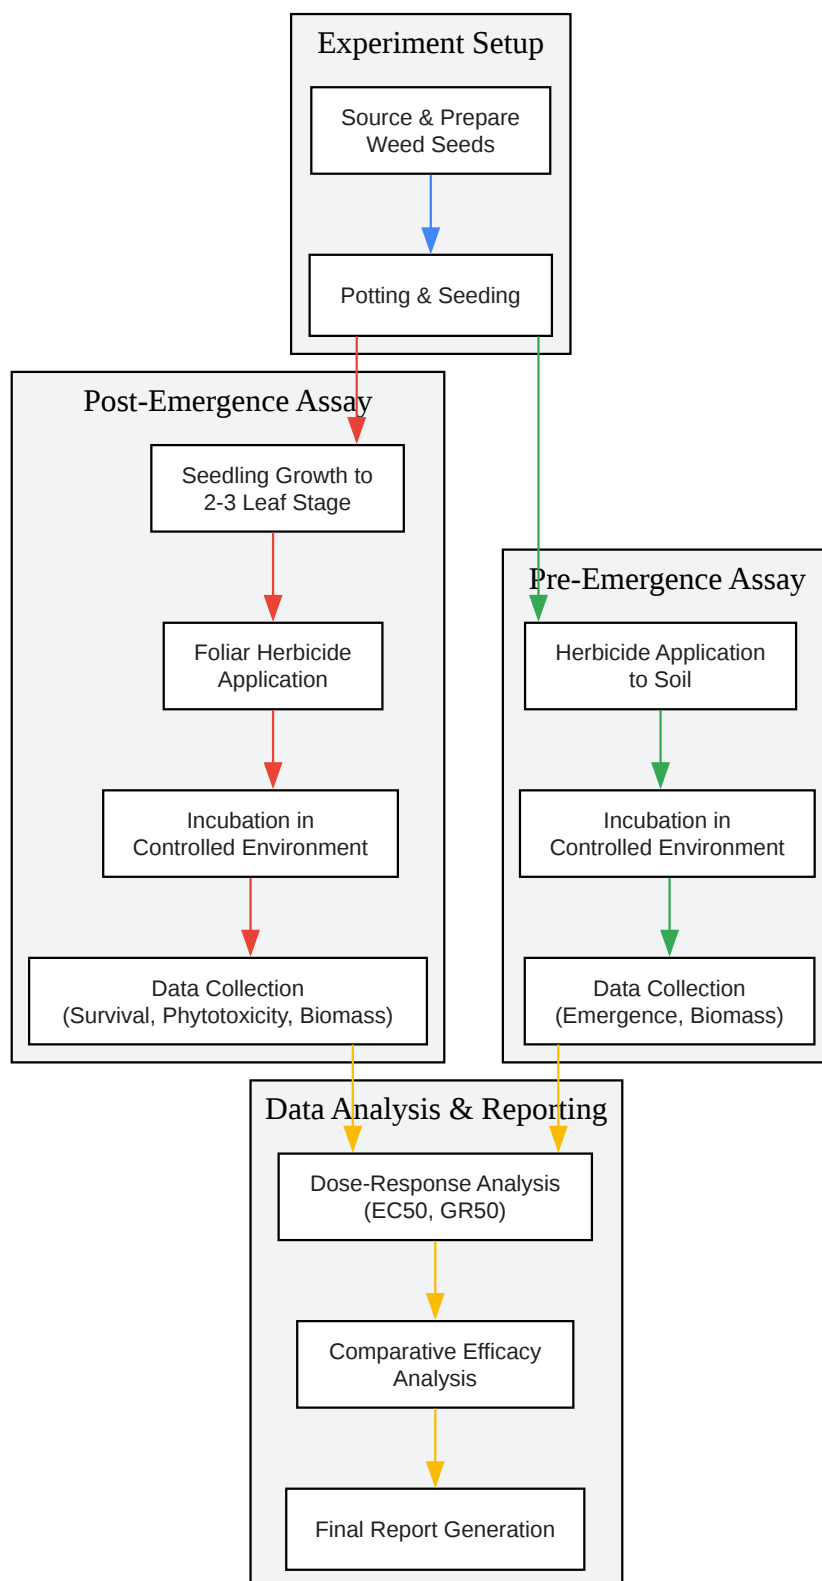 Experiment Setup
Source & Prepare
Weed Seeds
Potting & Seeding
Post-Emergence Assay
Seedling Growth to
2-3 Leaf Stage
Foliar Herbicide
Application
Incubation in
Controlled Environment
Data Collection
(Survival, Phytotoxicity, Biomass)
Pre-Emergence Assay
Herbicide Application
to Soil
Incubation in
Controlled Environment
Data Collection
(Emergence, Biomass)
Data Analysis & Reporting
Dose-Response Analysis
(EC50, GR50)
Comparative Efficacy
Analysis
Final Report Generation